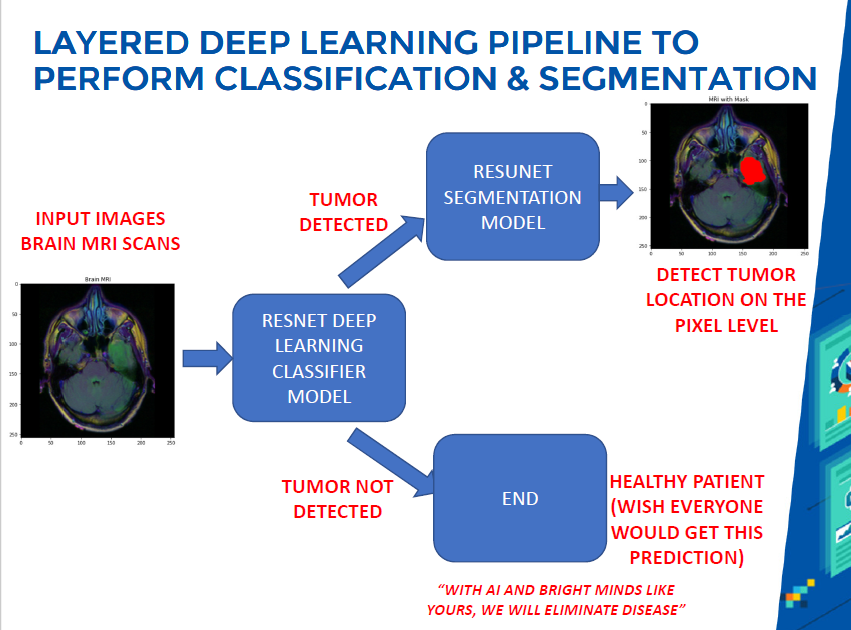 LAYERED DEEP LEARNING PIPELINE TO
PERFORM CLASSIFICATION & SEGMENTATION
MRI with Mask
0
50
100
150
200
250
0
50
100
150
200
250
RESUNET
SEGMENTATION
MODEL
TUMOR
DETECTED
INPUT IMAGES
BRAIN MRI SCANS
DETECT TUMOR
LOCATION ON THE
PIXEL LEVEL
Brain MRI
0
50
100
150
200
250
0
50
100
150
200
250
RESNET DEEP
LEARNING
CLASSIFIER
MODEL
TUMOR NOT
DETECTED
END
HEALTHY PATIENT
(WISH EVERYONE
WOULD GET THIS
PREDICTION)
“WITH AI AND BRIGHT MINDS LIKE
YOURS, WE WILL ELIMINATE DISEASE”